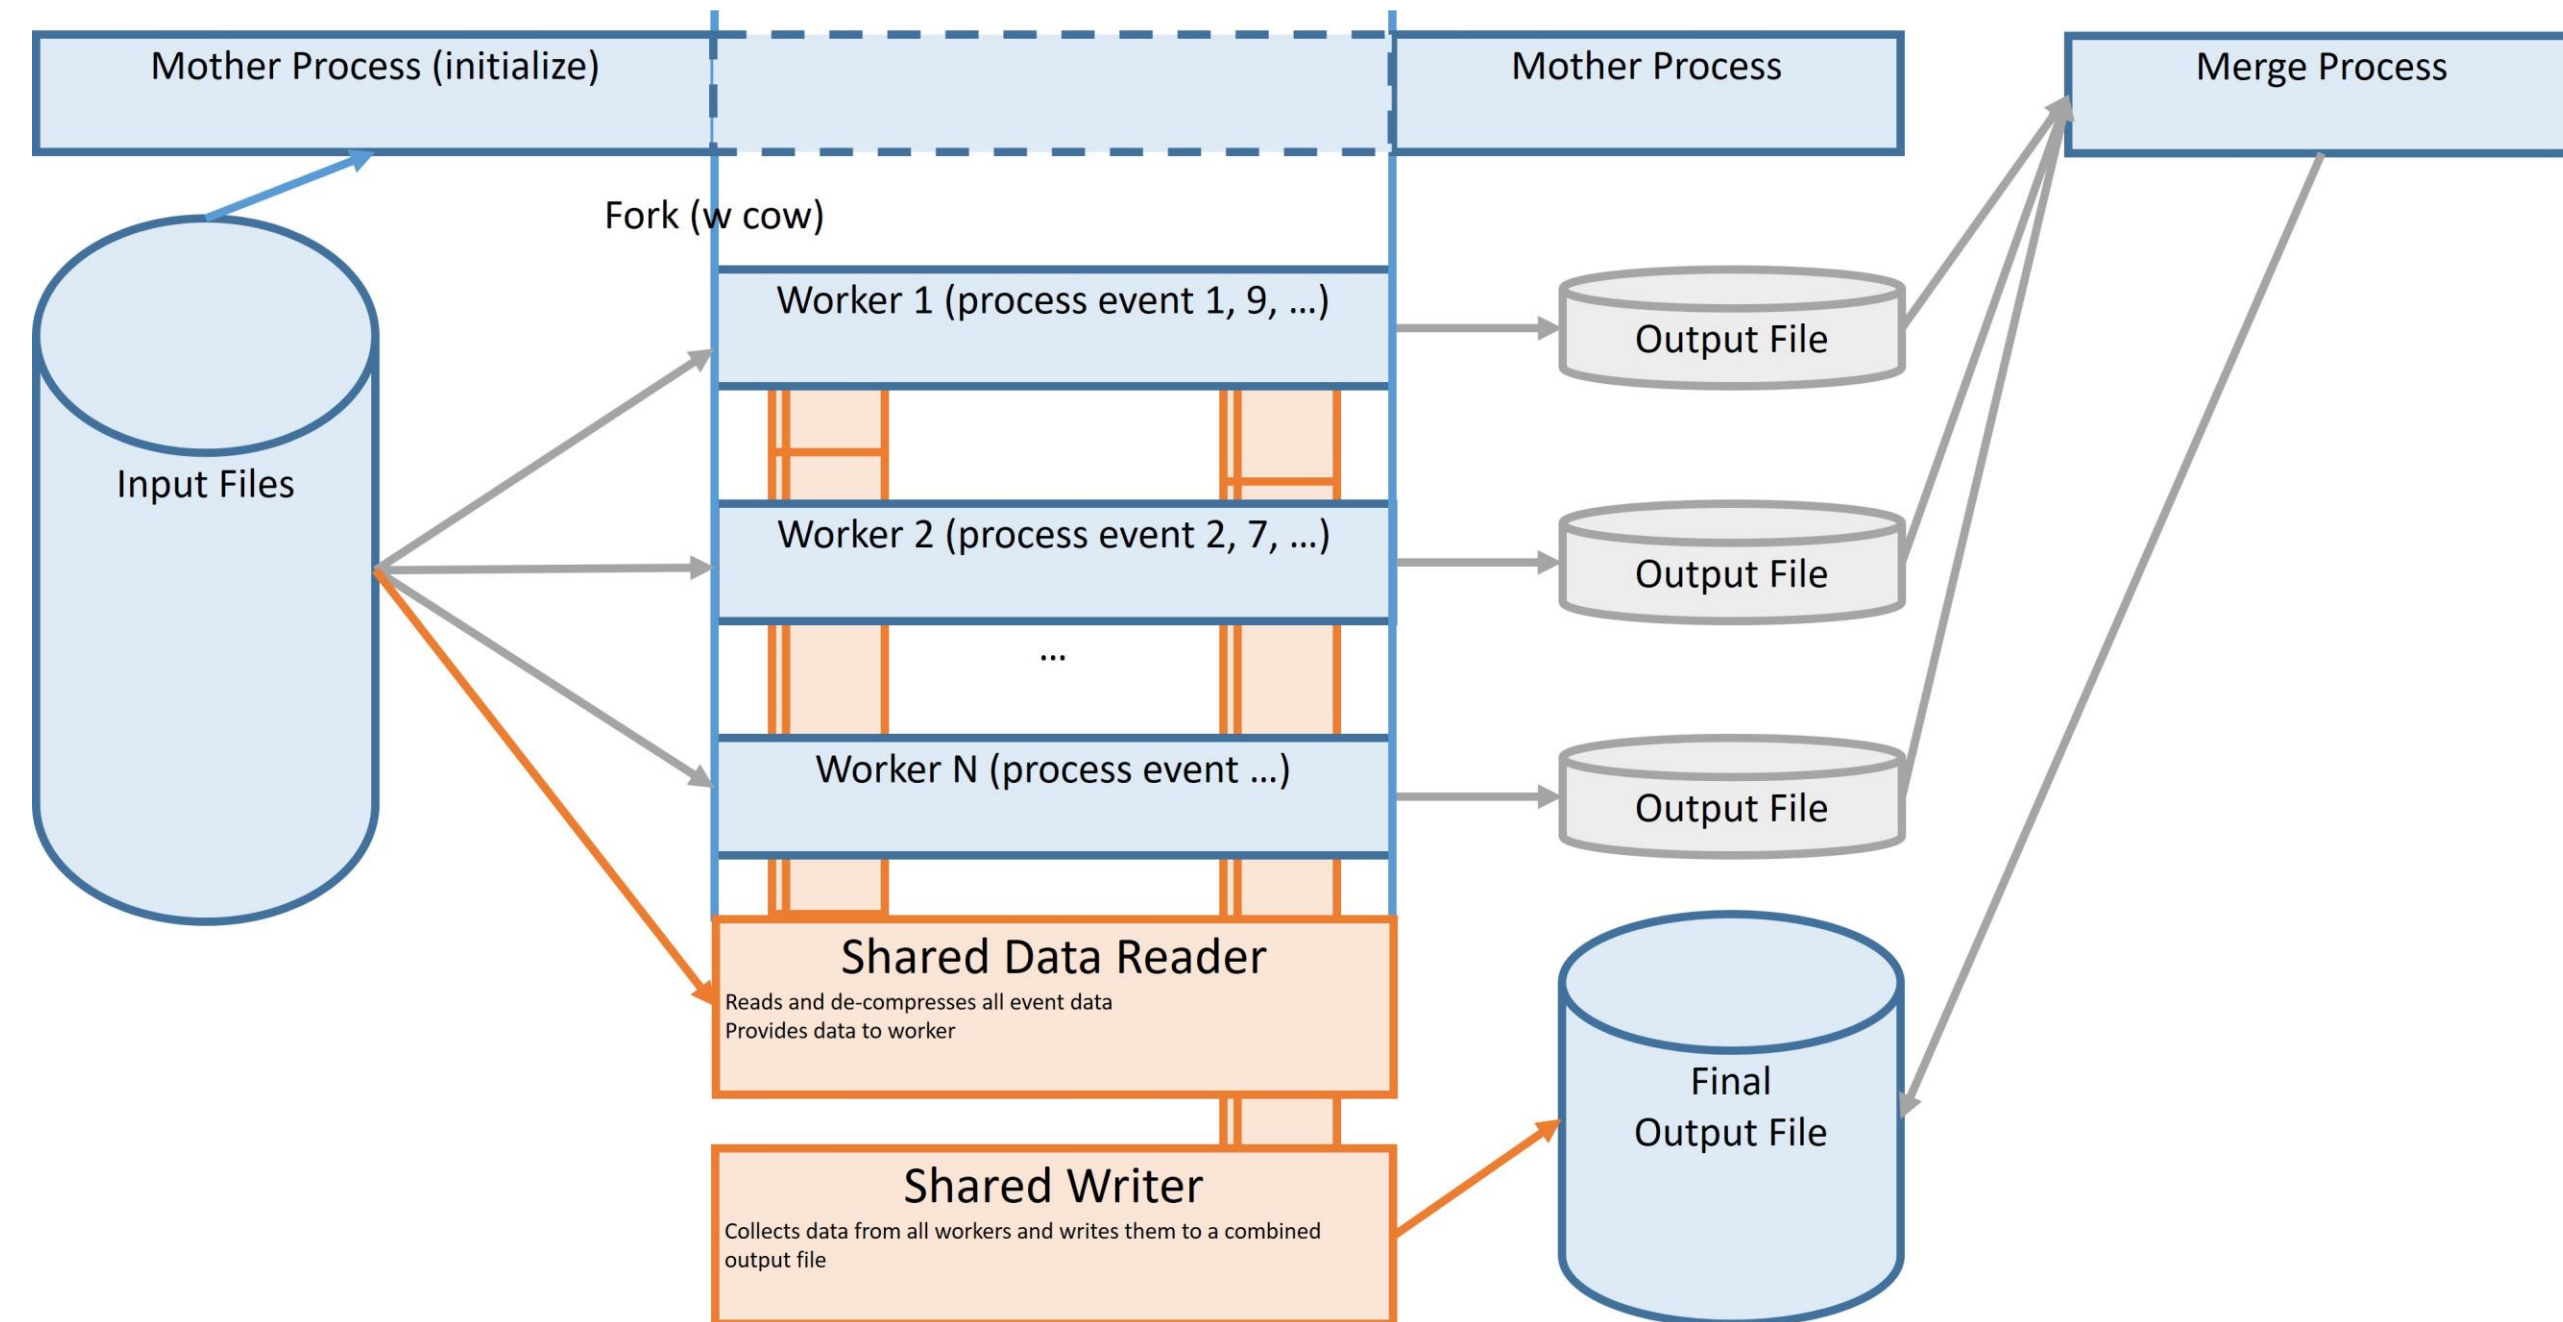 Mother Process (initialize)
Mother Process
Merge Process
Fork (w cow)
Input Files
Worker 1 (process event 1, 9, ...)
Output File
Worker 2 (process event 2, 7, ...)
Output File
...
Worker N (process event ...)
Output File
Shared Data Reader
Reads and de-compresses all event data
Provides data to worker
Final
Output File
Shared Writer
Collects data from all workers and writes them to a combined
output file